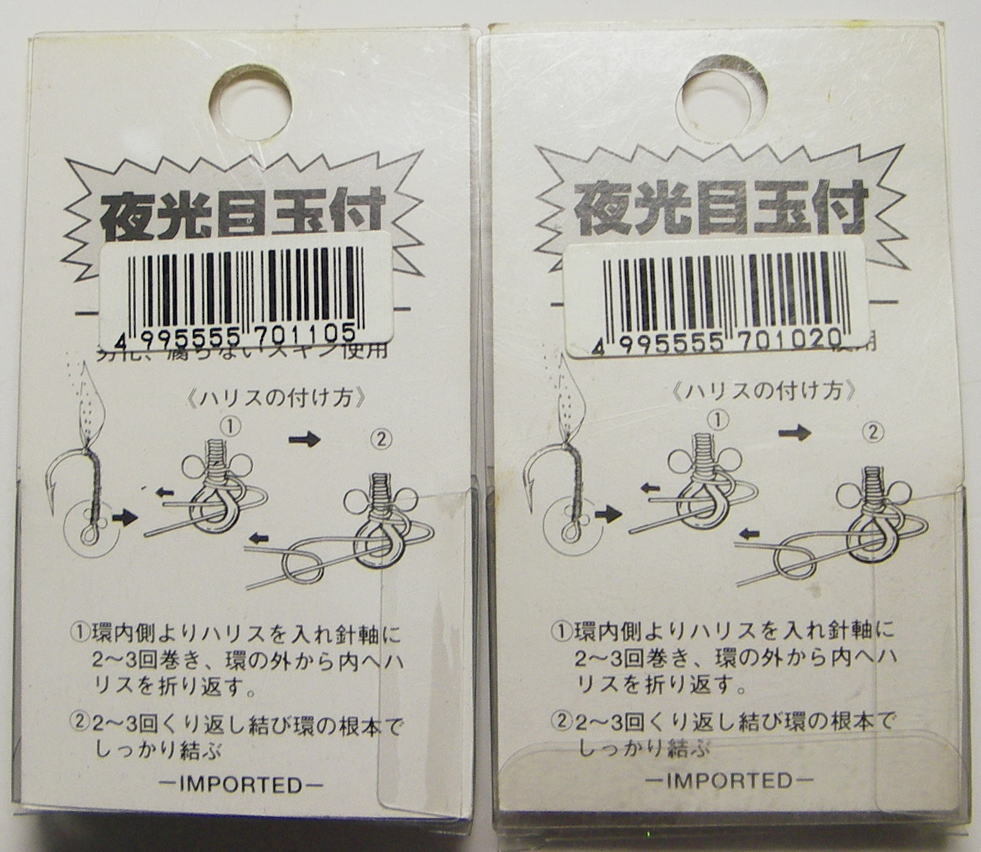 夜光目玉付
4 995555 701105
劣化、腐らないスキン使用
《ハリスの付け方》
① ②
①環内側よりハリスを入れ針軸に
2～3回巻き、環の外から内へハ
リスを折り返す。
②2～3回くり返し結び環の根本で
しっかり結ぶ
−IMPORTED−
夜光目玉付
4 995555 701020
使用
《ハリスの付け方》
① ②
①環内側よりハリスを入れ針軸に
2～3回巻き、環の外から内へハ
リスを折り返す。
②2～3回くり返し結び環の根本で
しっかり結ぶ
−IMPORTED−